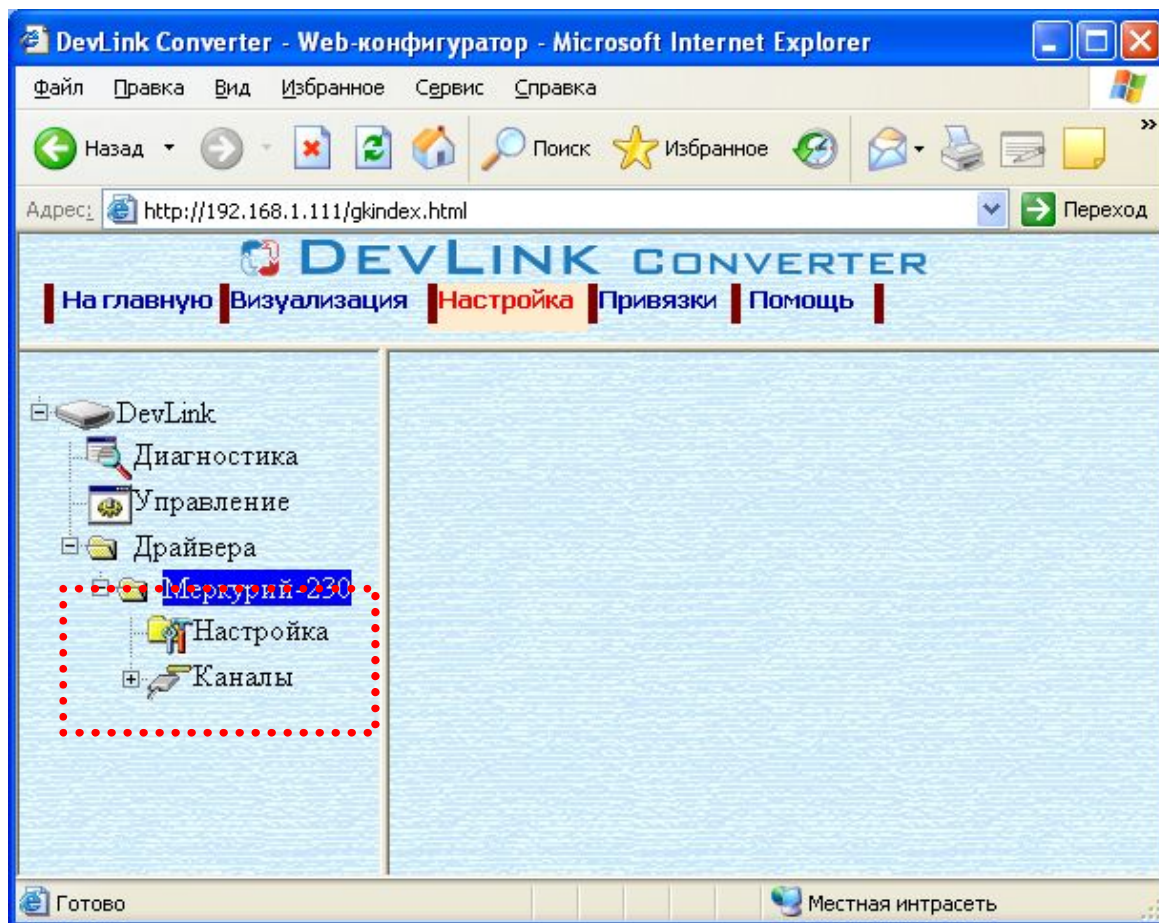 DevLink Converter - Web-конфигуратор - Microsoft Internet Explorer
Файл Правка Вид Избранное Сервис Справка
Назад Поиск Избранное »
Адрес: http://192.168.1.111/gkindex.html Переход
DEVLINK CONVERTER
На главную Визуализация Настройка Привязки Помощь
DevLink
Диагностика
Управление
Драйвера
Меркурий-230
Настройка
Каналы
Готово Местная интрасеть